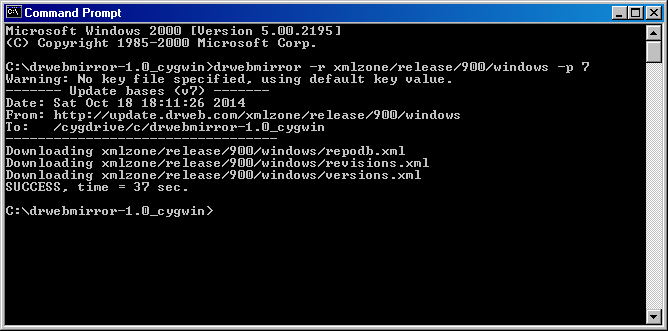 Command Prompt
Microsoft Windows 2000 [Version 5.00.2195]
(C) Copyright 1985-2000 Microsoft Corp.
C:\drwebmirror-1.0_cygwin>drwebmirror -r xmlzone/release/900/windows -p 7
Warning: No key file specified, using default key value.
------- Update bases (v7) -------
Date: Sat Oct 18 18:11:26 2014
From: http://update.drweb.com/xmlzone/release/900/windows
To:   /cygdrive/c/drwebmirror-1.0_cygwin
---------------------------------
Downloading xmlzone/release/900/windows/repodb.xml
Downloading xmlzone/release/900/windows/revisions.xml
Downloading xmlzone/release/900/windows/versions.xml
SUCCESS, time = 37 sec.
C:\drwebmirror-1.0_cygwin>